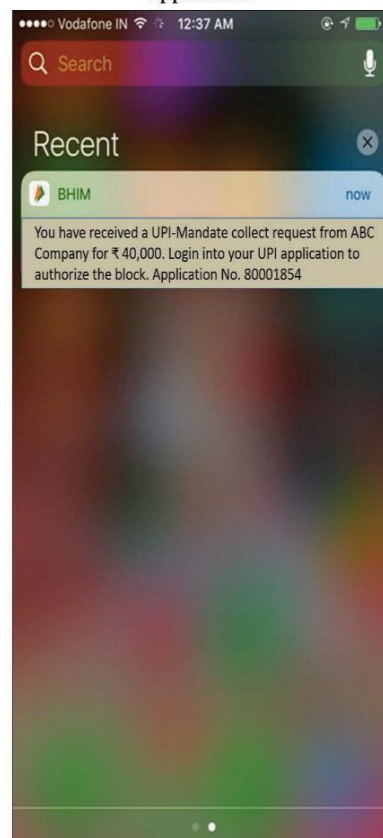 Vodafone IN 12:37 AM
Search
Recent
BHIM now
You have received a UPI-Mandate collect request from ABC
Company for ₹ 40,000. Login into your UPI application to
authorize the block. Application No. 80001854